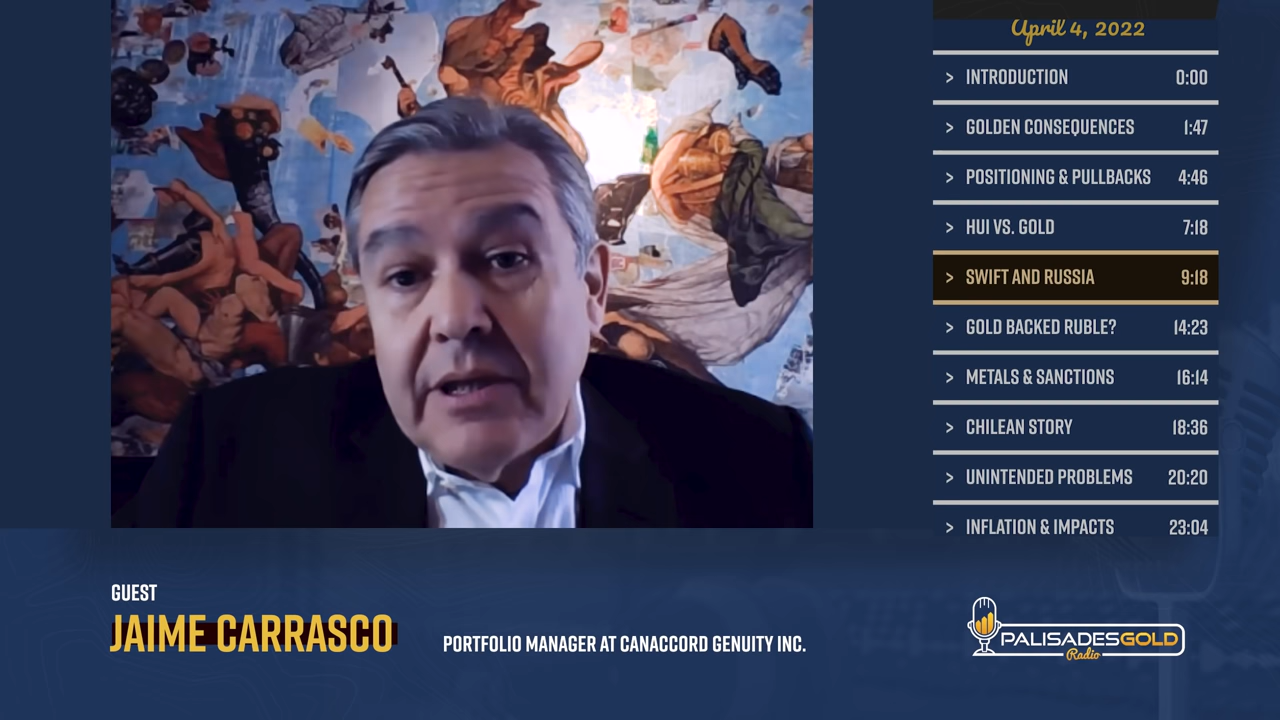 April 4, 2022
> INTRODUCTION 0:00
> GOLDEN CONSEQUENCES 1:47
> POSITIONING & PULLBACKS 4:46
> HUI VS. GOLD 7:18
> SWIFT AND RUSSIA 9:18
> GOLD BACKED RUBLE? 14:23
> METALS & SANCTIONS 16:14
> CHILEAN STORY 18:36
> UNINTENDED PROBLEMS 20:20
> INFLATION & IMPACTS 23:04
GUEST
JAIME CARRASCO
PORTFOLIO MANAGER AT CANACCORD GENUITY INC.
PALISADESGOLD
Radio